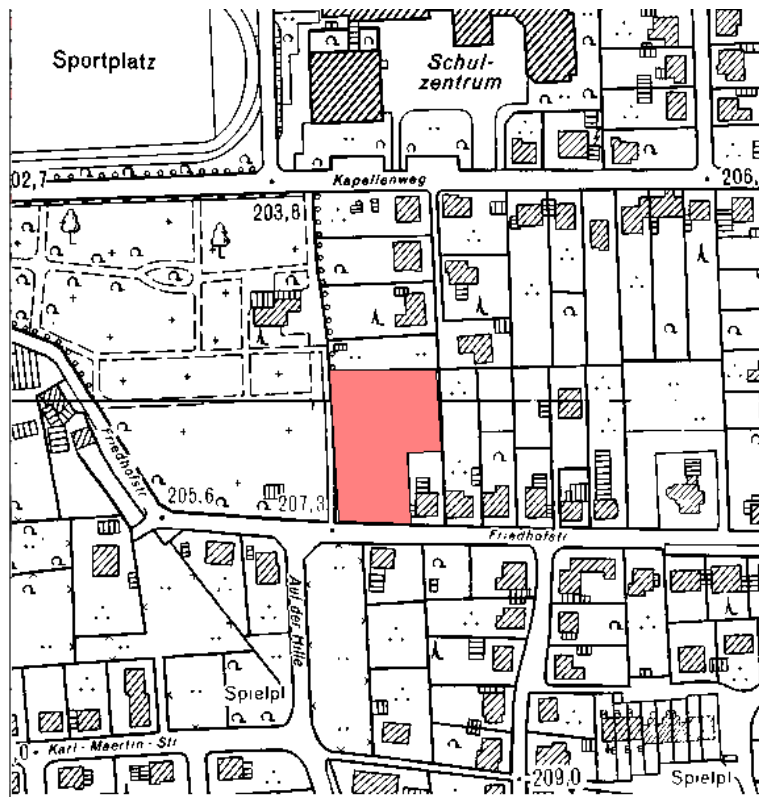 Sportplatz
Schul-
zentrum
02,7
Kapellenweg
206,
203,8
Friedhofstr
205,6
207,3
Friedhofstr
Auf der Hille
Spielpl
,0
Karl-Maertin-Str
209,0
Spielpl